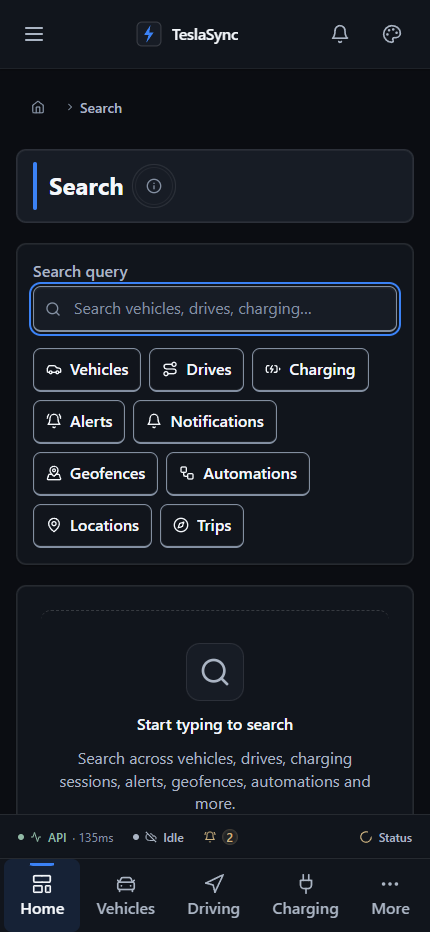 TeslaSync
Search
Search
Search query
Search vehicles, drives, charging...
Vehicles Drives Charging
Alerts Notifications
Geofences Automations
Locations Trips
Start typing to search
Search across vehicles, drives, charging
sessions, alerts, geofences, automations and
more.
API · 135ms Idle 2 Status
Home Vehicles Driving Charging More